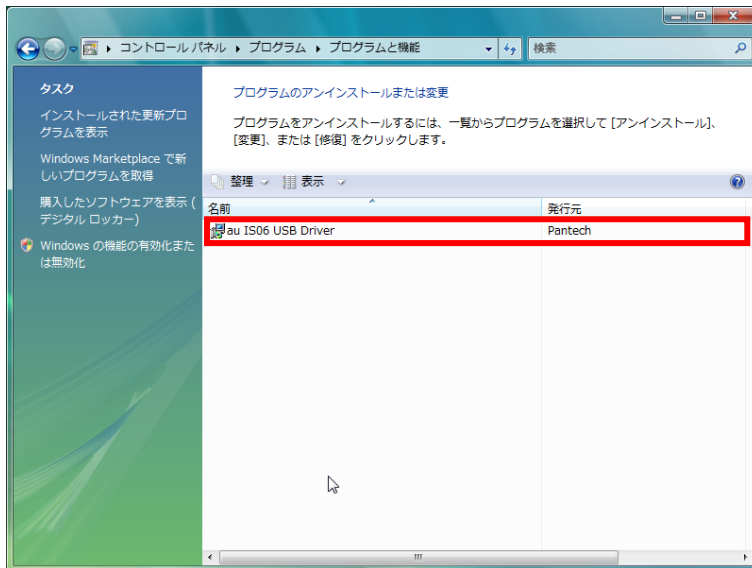 コントロール パネル ▸ プログラム ▸ プログラムと機能
検索
タスク
インストールされた更新プロ
グラムを表示
Windows Marketplace で新
しいプログラムを取得
購入したソフトウェアを表示 (
デジタル ロッカー)
Windows の機能の有効化また
は無効化
プログラムのアンインストールまたは変更
プログラムをアンインストールするには、一覧からプログラムを選択して [アンインストール]、
[変更]、または [修復] をクリックします。
整理 表示
名前 発行元
au IS06 USB Driver Pantech